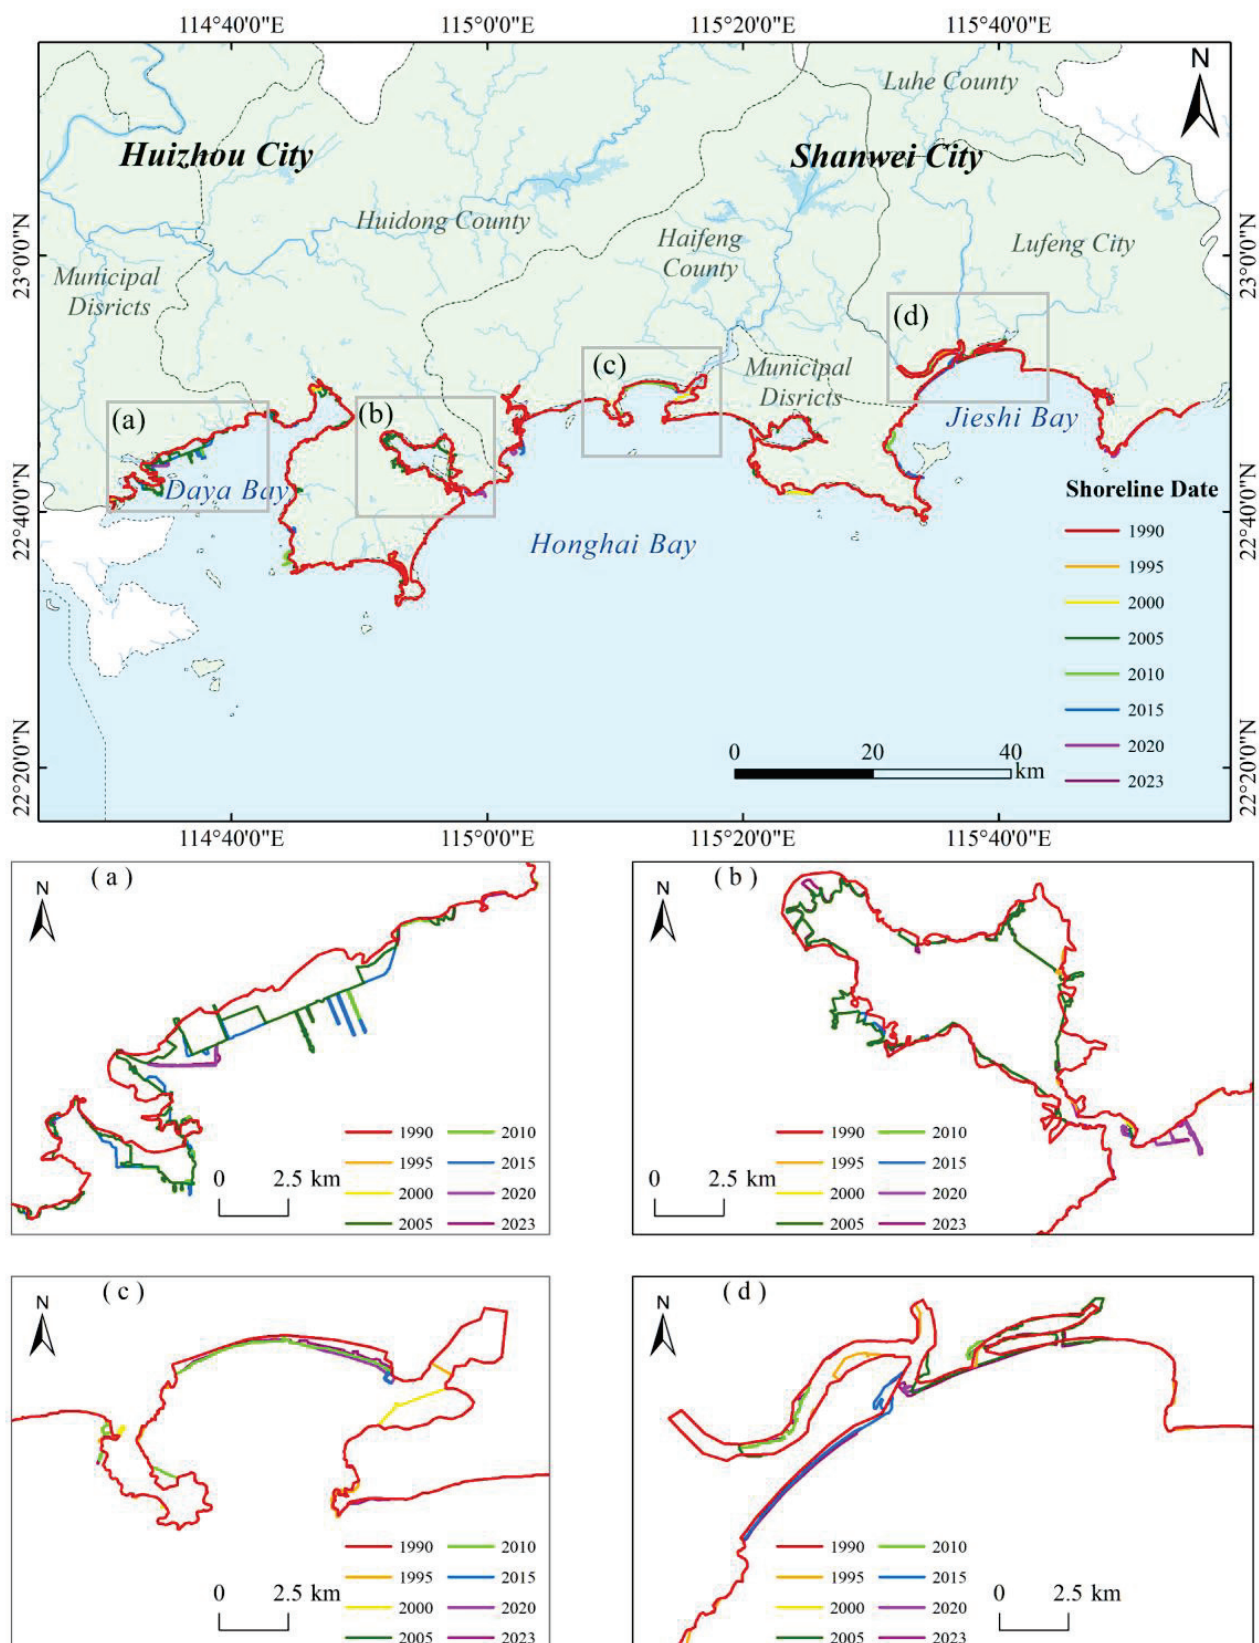 114°40'0"E 115°0'0"E 115°20'0"E 115°40'0"E
N
Luhe County
Huizhou City
Shanwei City
Huidong County
Haifeng
County
Lufeng City
23°0'0"N
23°0'0"N
Municipal
Disricts
(d)
(c)
Municipal
Districts
(a)
(b)
Jieshi Bay
Daya Bay
Honghai Bay
22°40'0"N
22°40'0"N
Shoreline Date
1990
1995
2000
2005
2010
2015
2020
2023
0 20 40
km
22°20'0"N
22°20'0"N
114°40'0"E 115°0'0"E 115°20'0"E 115°40'0"E
( a )
N
0 2.5 km
1990 2010
1995 2015
2000 2020
2005 2023
( b )
N
0 2.5 km
1990 2010
1995 2015
2000 2020
2005 2023
( c )
N
0 2.5 km
1990 2010
1995 2015
2000 2020
2005 2023
( d )
N
1990 2010
1995 2015
2000 2020
2005 2023
0 2.5 km